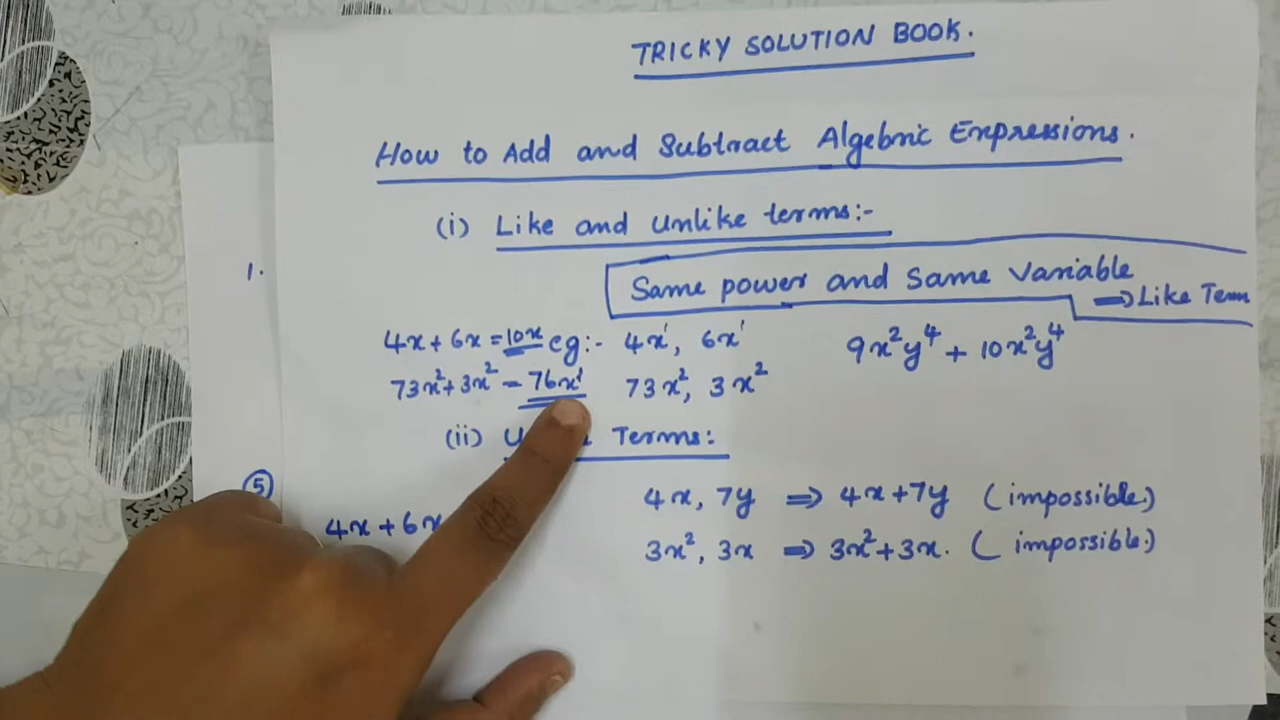 TRICKY SOLUTION BOOK.
How to Add and Subtract Algebric Expressions.
(i) Like and Unlike terms:-
1.
Same power and Same Variable
⇒ Like Term
4x + 6x = 10x eg:- 4x¹, 6x¹ 9x²y⁴ + 10x²y⁴
73x² + 3x² = 76x² 73x², 3x²
(ii) Terms:
5
4x, 7y ⇒ 4x + 7y (impossible)
4x + 6x
3x², 3x ⇒ 3x² + 3x. (impossible)